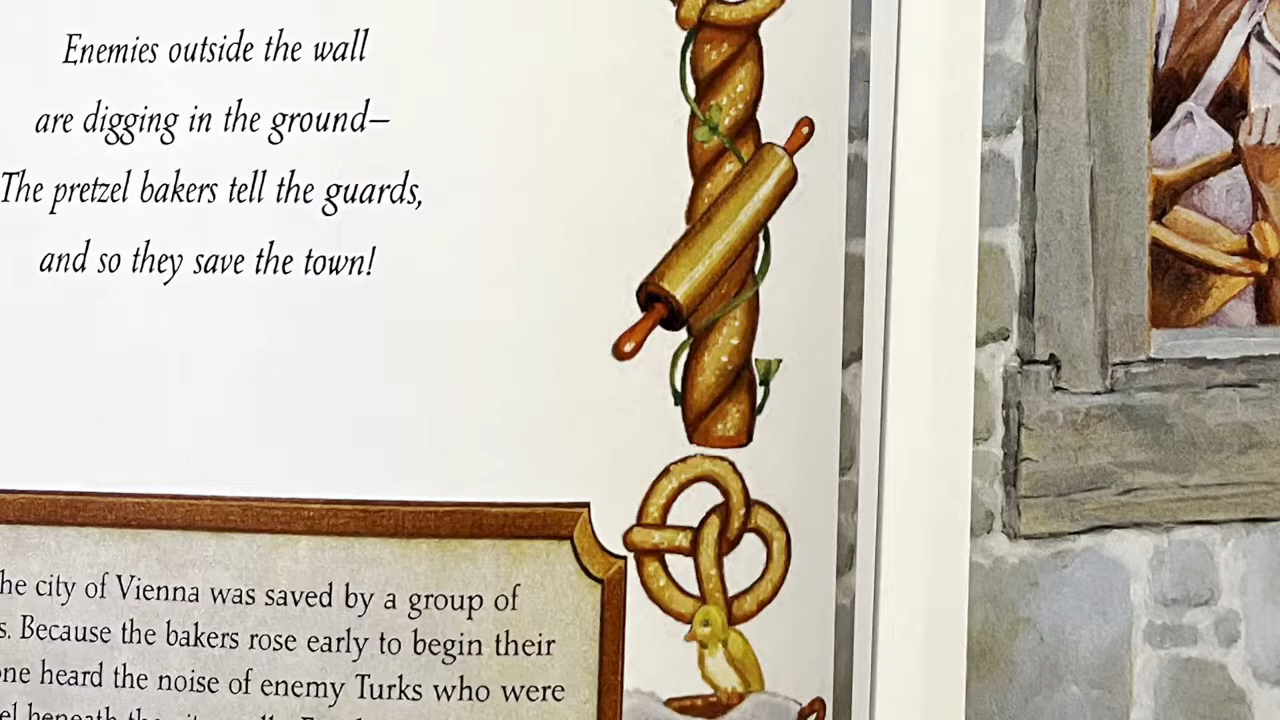 Enemies outside the wall
are digging in the ground—
The pretzel bakers tell the guards,
and so they save the town!
he city of Vienna was saved by a group of
s. Because the bakers rose early to begin their
ne heard the noise of enemy Turks who were